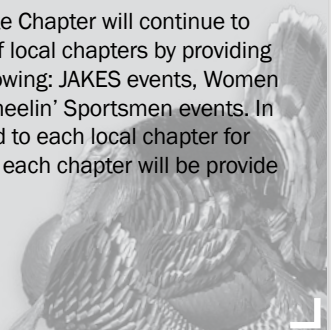 te Chapter will continue to
f local chapters by providing
owing: JAKES events, Women
heelin’ Sportsmen events. In
d to each local chapter for
each chapter will be provide